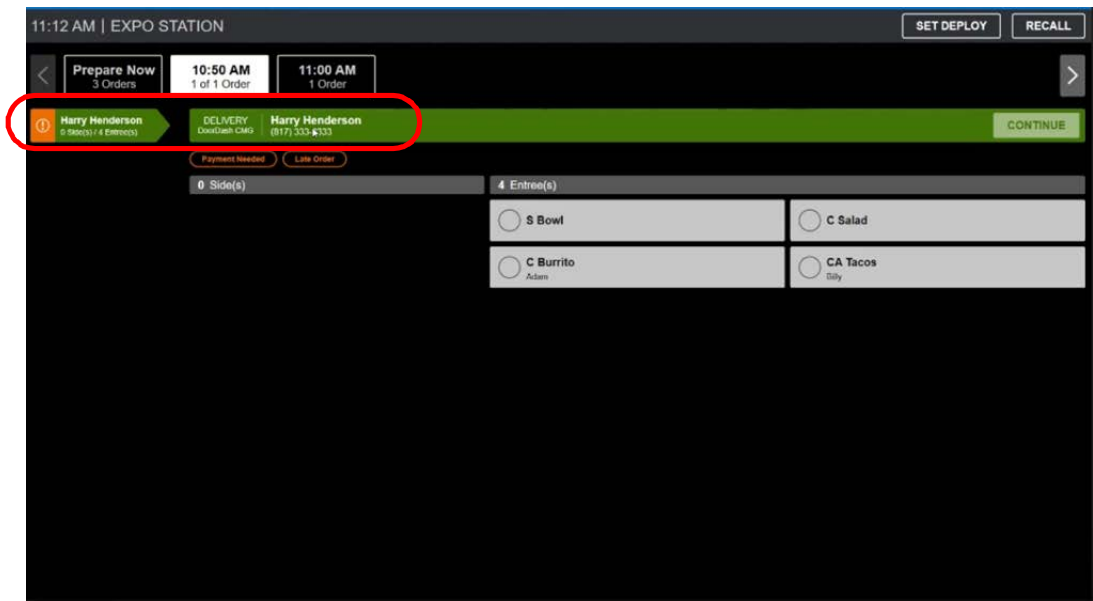 11:12 AM | EXPO STATION
SET DEPLOY
RECALL
Prepare Now
3 Orders
10:50 AM
1 of 1 Order
11:00 AM
1 Order
Harry Henderson
0 Side(s) / 4 Entree(s)
DELIVERY
DoorDash CMG
Harry Henderson
(817) 333-3333
CONTINUE
Payment Needed
Late Order
0 Side(s)
4 Entree(s)
S Bowl
C Salad
C Burrito
Adam
CA Tacos
Billy